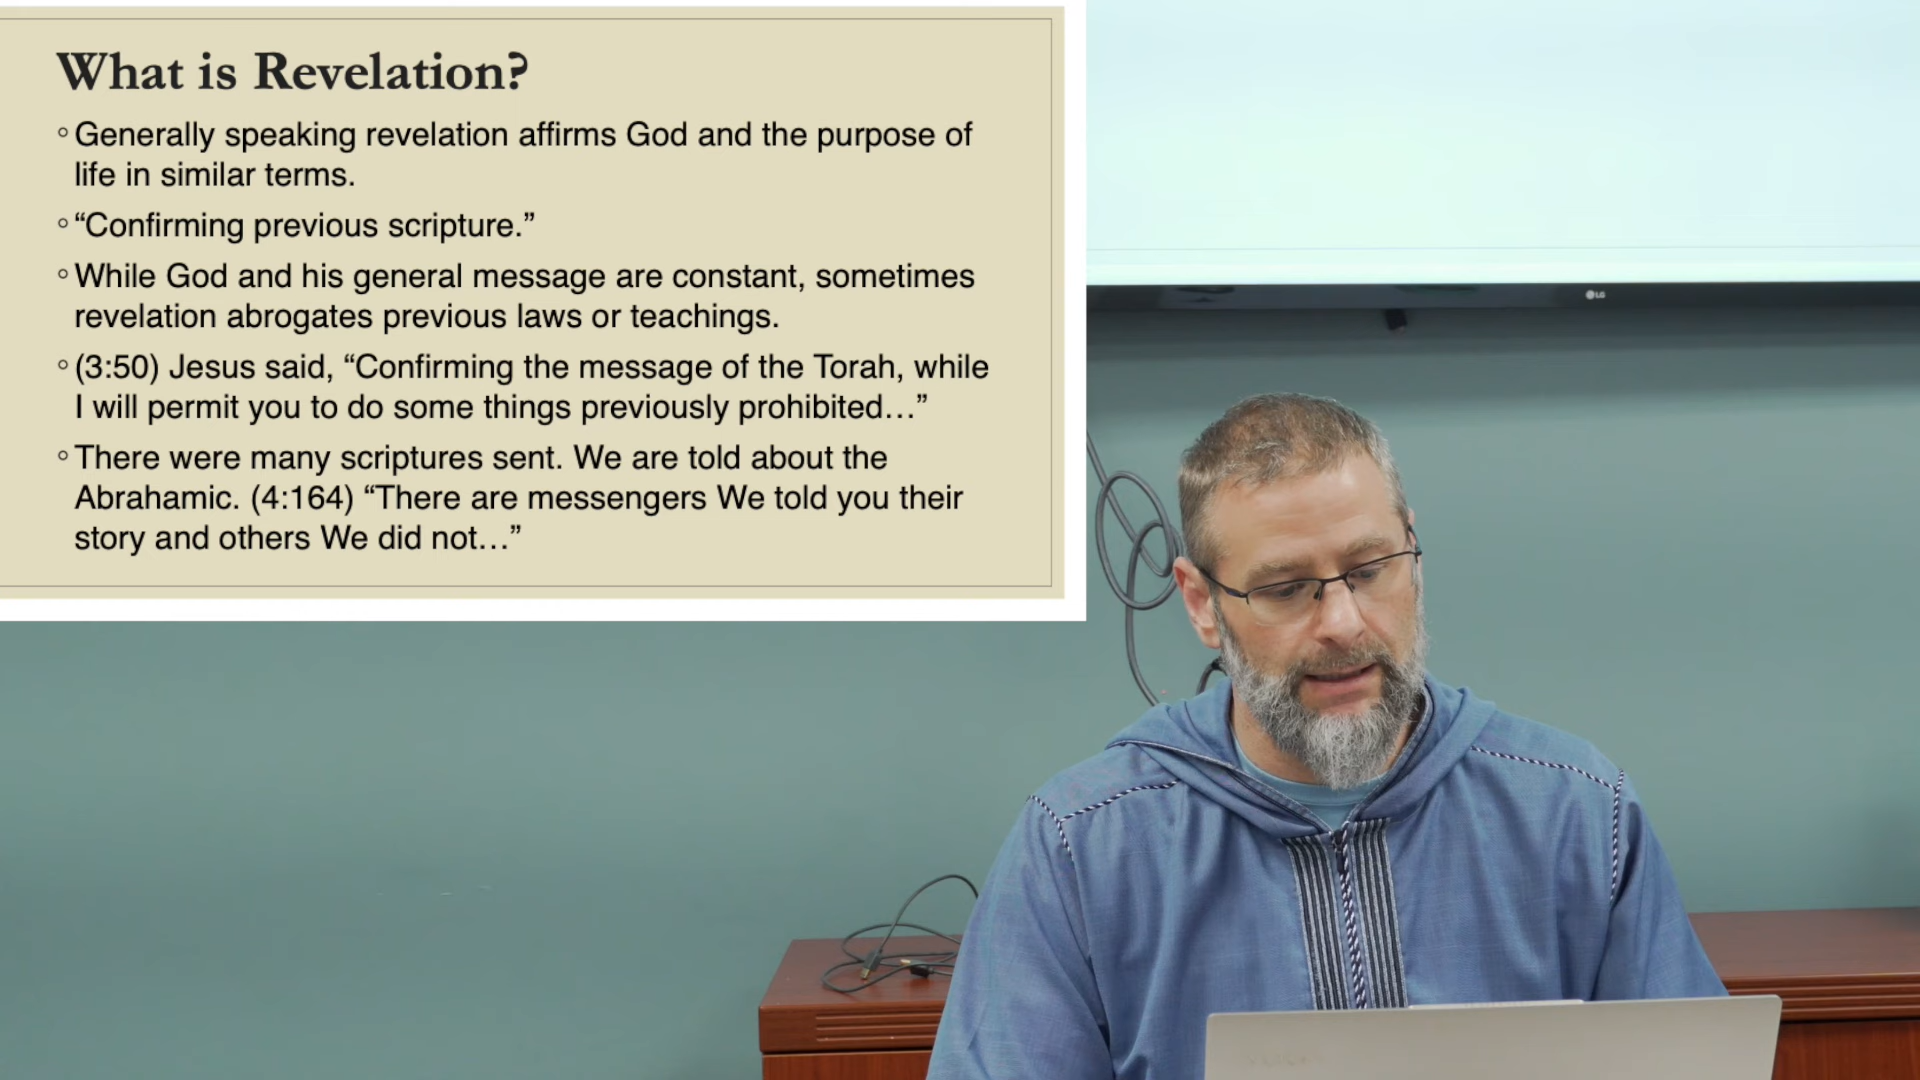 What is Revelation?
◦ Generally speaking revelation affirms God and the purpose of
life in similar terms.
◦ “Confirming previous scripture.”
◦ While God and his general message are constant, sometimes
revelation abrogates previous laws or teachings.
◦ (3:50) Jesus said, “Confirming the message of the Torah, while
I will permit you to do some things previously prohibited…”
◦ There were many scriptures sent. We are told about the
Abrahamic. (4:164) “There are messengers We told you their
story and others We did not…”
LG